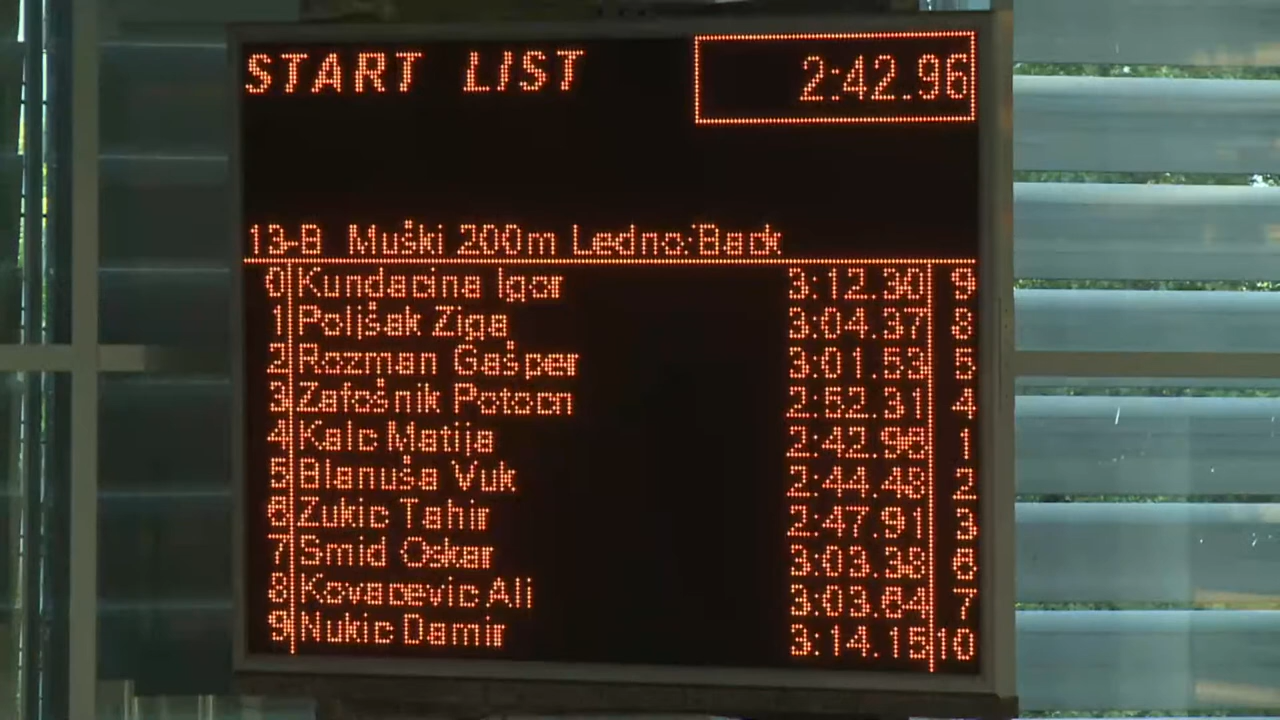 START LIST 2:42.96
13-8 Muški 200m Leđno/Back
0 Kundacina Igor 3:12.30 9
1 Poljšak Ziga 3:04.37 8
2 Rozman Gašper 3:01.53 5
3 2:52.31 4
4 Kalc Matija 2:42.96 1
5 Blanuša Vuk 2:44.48 2
6 Zukic Tahir 2:47.91 3
7 Smid Oskar 3:03.38 6
8 Kovacevic Ali 3:03.64 7
9 Nukic Damir 3:14.15 10